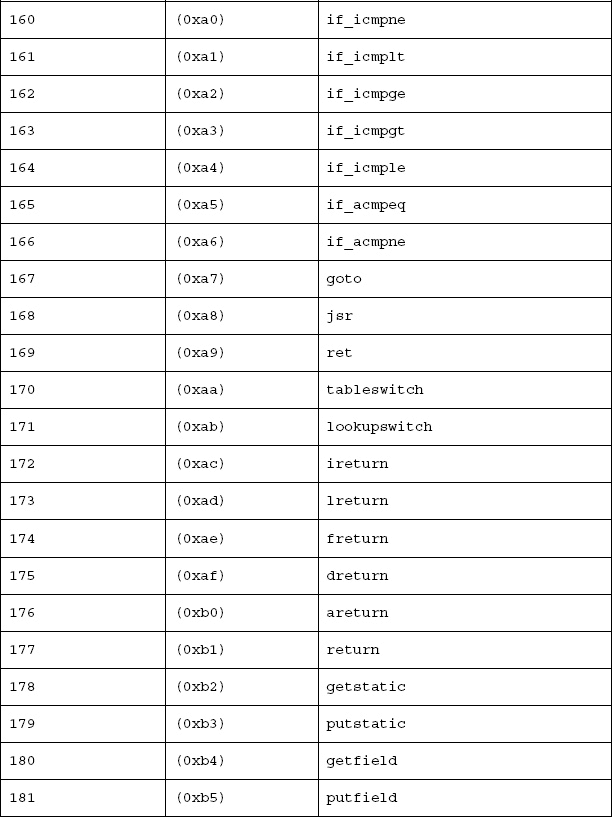 160 (0xa0) if_icmpne
161 (0xa1) if_icmplt
162 (0xa2) if_icmpge
163 (0xa3) if_icmpgt
164 (0xa4) if_icmple
165 (0xa5) if_acmpeq
166 (0xa6) if_acmpne
167 (0xa7) goto
168 (0xa8) jsr
169 (0xa9) ret
170 (0xaa) tableswitch
171 (0xab) lookupswitch
172 (0xac) ireturn
173 (0xad) lreturn
174 (0xae) freturn
175 (0xaf) dreturn
176 (0xb0) areturn
177 (0xb1) return
178 (0xb2) getstatic
179 (0xb3) putstatic
180 (0xb4) getfield
181 (0xb5) putfield